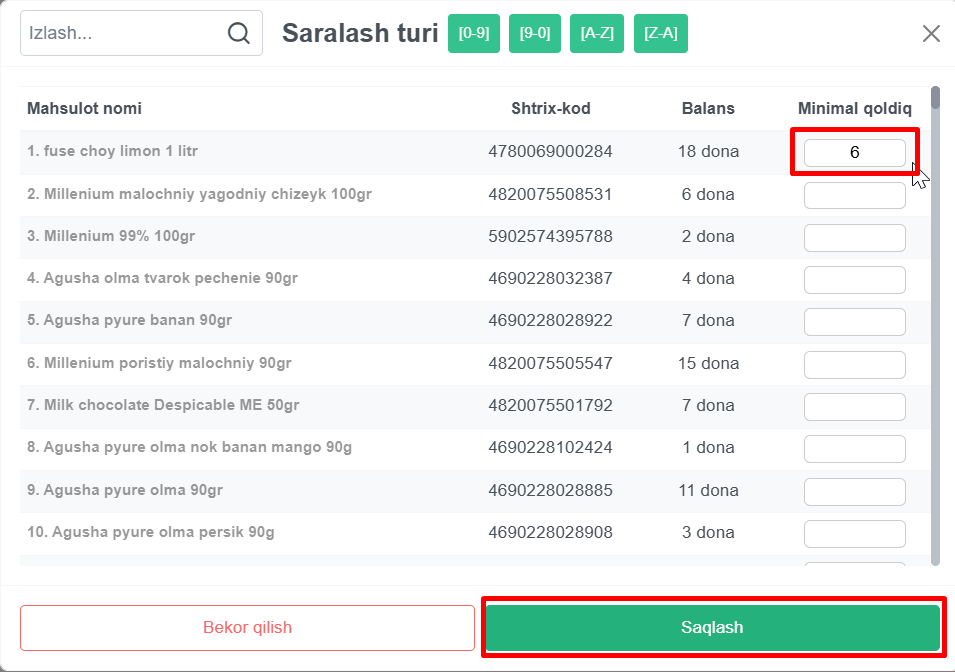 Izlash... Saralash turi [0-9] [9-0] [A-Z] [Z-A]
Mahsulot nomi Shtrix-kod Balans Minimal qoldiq
1. fuse choy limon 1 litr 4780069000284 18 dona 6
2. Millenium malochniy yagodniy chizeyk 100gr 4820075508531 6 dona
3. Millenium 99% 100gr 5902574395788 2 dona
4. Agusha olma tvarok pechenie 90gr 4690228032387 4 dona
5. Agusha pyure banan 90gr 4690228028922 7 dona
6. Millenium poristiy malochniy 90gr 4820075505547 15 dona
7. Milk chocolate Despicable ME 50gr 4820075501792 7 dona
8. Agusha pyure olma nok banan mango 90g 4690228102424 1 dona
9. Agusha pyure olma 90gr 4690228028885 11 dona
10. Agusha pyure olma persik 90g 4690228028908 3 dona
Bekor qilish Saqlash